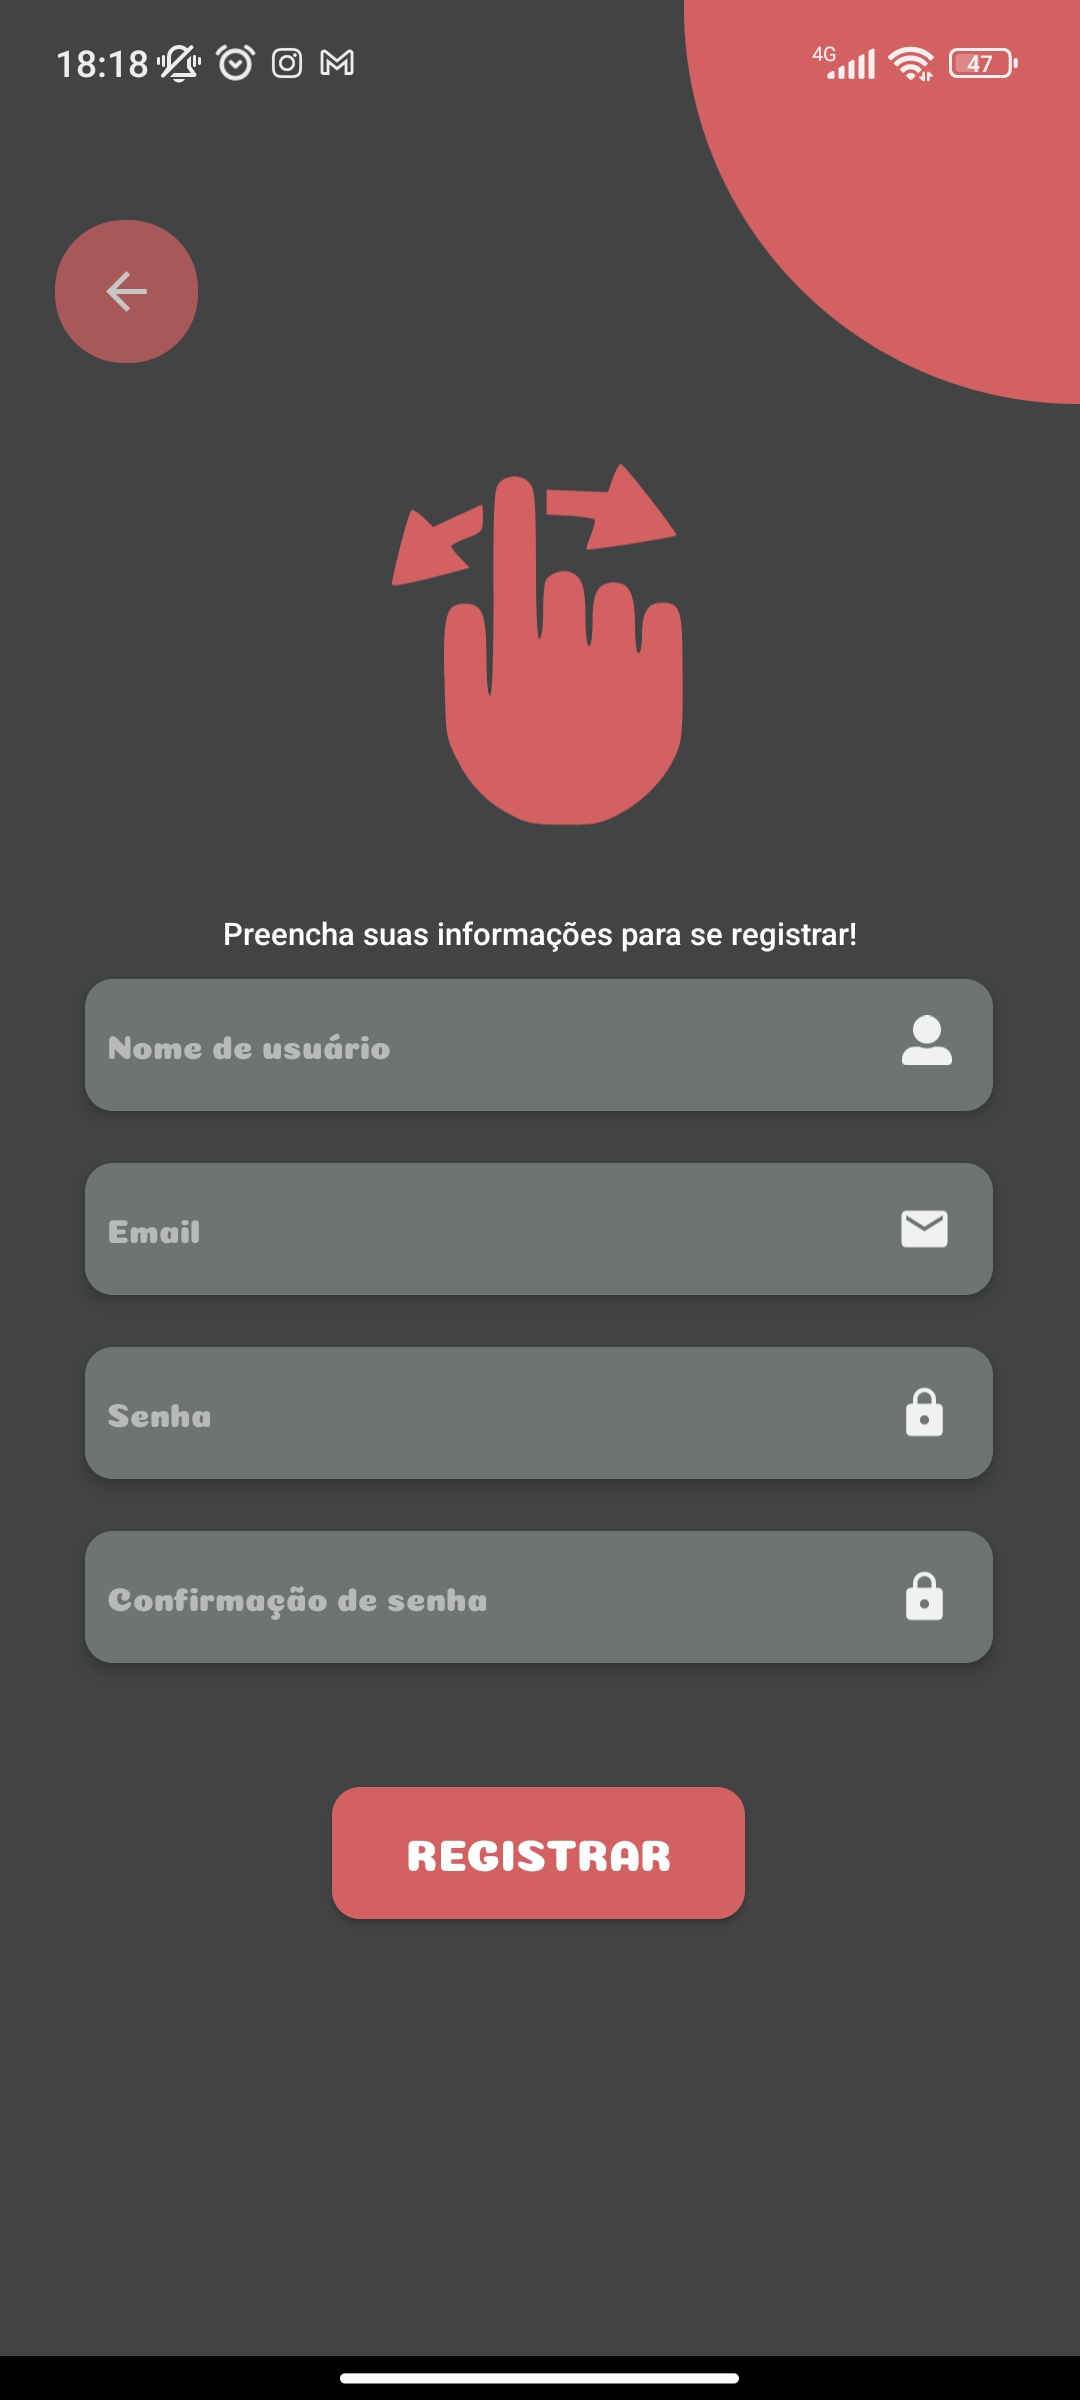 18:18
4G
47
Preencha suas informações para se registrar!
Nome de usuário
Email
Senha
Confirmação de senha
REGISTRAR